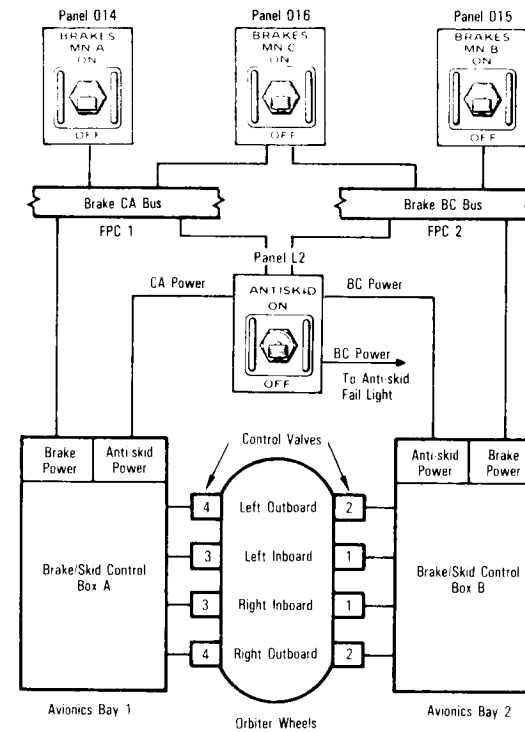 Panel 014
Panel 016
Panel 015
BRAKES
MN A
ON
OFF
BRAKES
MN C
ON
OFF
BRAKES
MN B
ON
OFF
Brake CA Bus
Brake BC Bus
FPC 1
FPC 2
Panel L2
CA Power
ANTISKID
ON
OFF
BC Power
BC Power
To Anti-skid
Fail Light
Control Valves
Brake
Power
Anti-skid
Power
Anti-skid
Power
Brake
Power
4
Left Outboard
2
3
Left Inboard
1
3
Right Inboard
1
4
Right Outboard
2
Brake/Skid Control
Box A
Brake/Skid Control
Box B
Avionics Bay 1
Orbiter Wheels
Avionics Bay 2